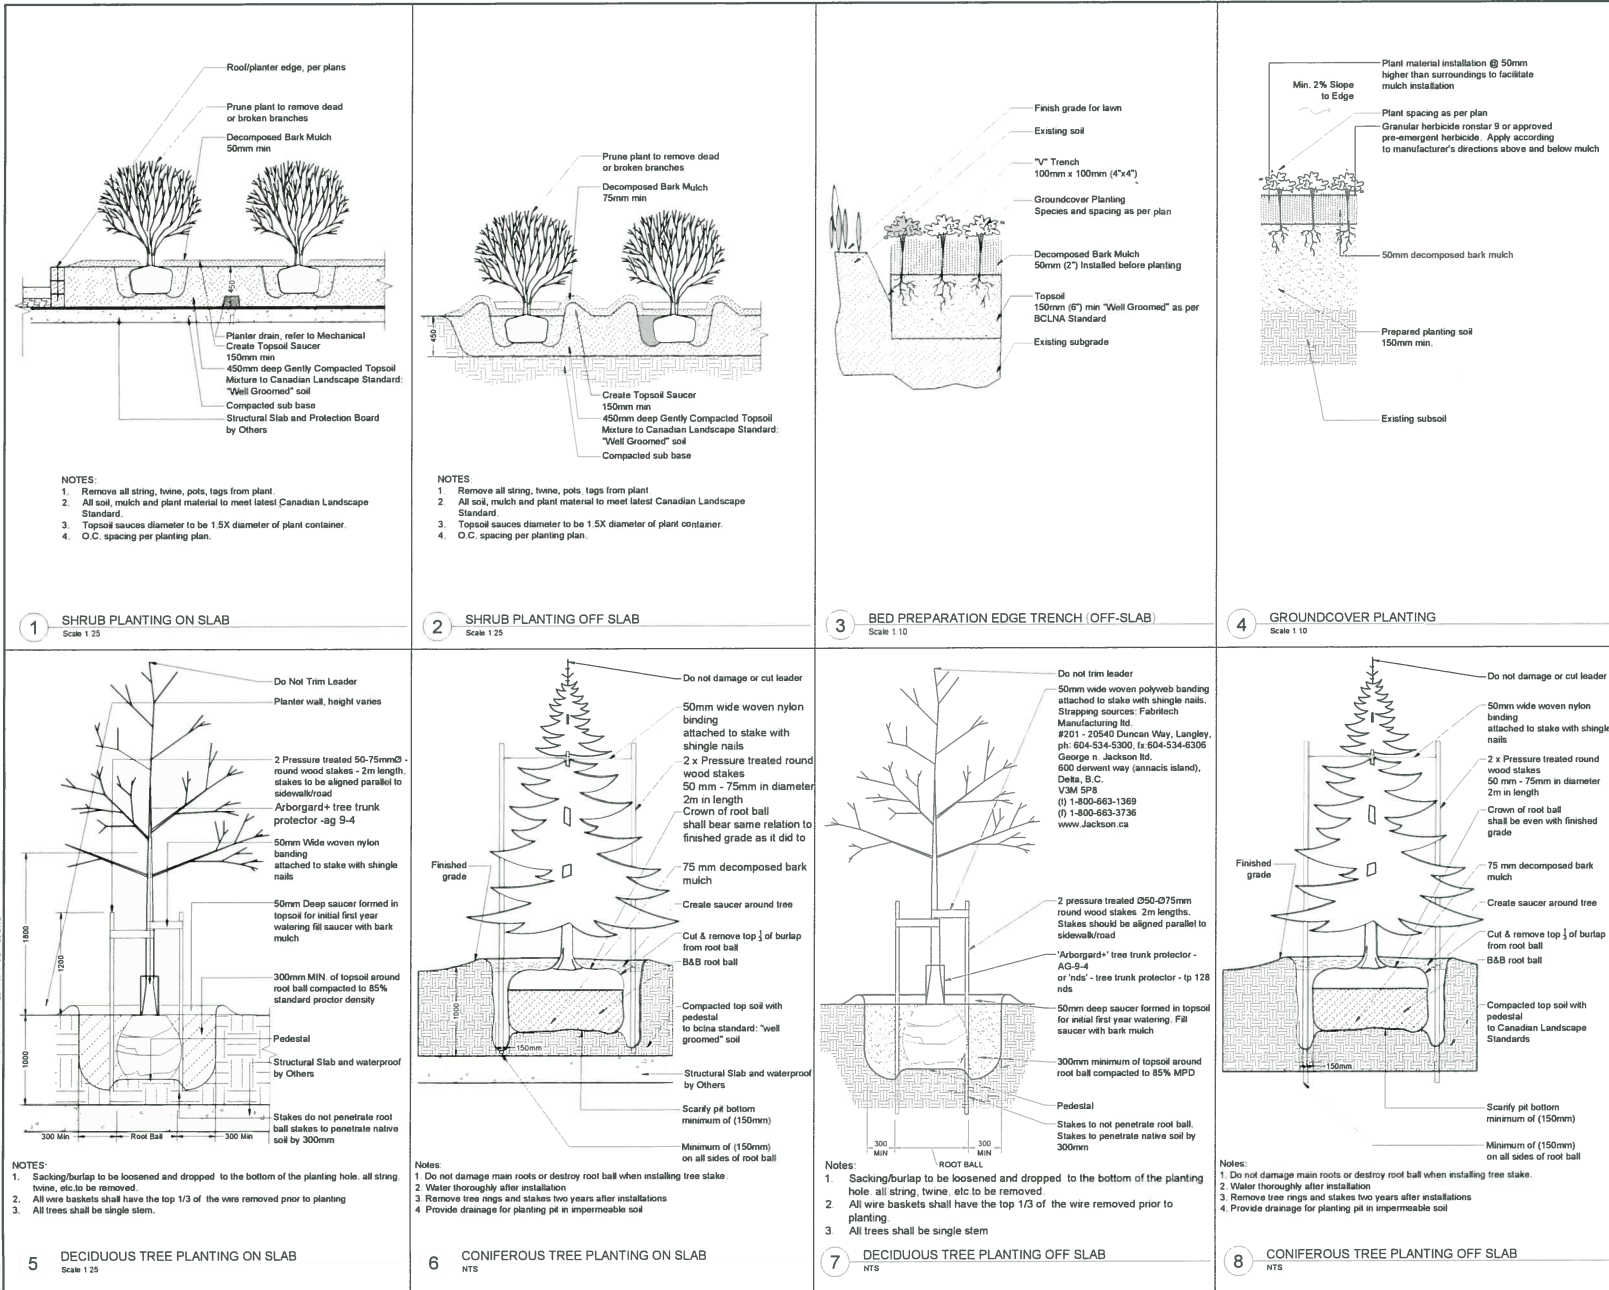 Roof/planter edge, per plans
Prune plant to remove dead
or broken branches
Decomposed Bark Mulch
50mm min
450
Planter drain, refer to Mechanical
Create Topsoil Saucer
150mm min
450mm deep Gently Compacted Topsoil
Mixture to Canadian Landscape Standard:
"Well Groomed" soil
Compacted sub base
Structural Slab and Protection Board
by Others
NOTES:
1. Remove all string, twine, pots, tags from plant.
2. All soil, mulch and plant material to meet latest Canadian Landscape
Standard.
3. Topsoil sauces diameter to be 1.5X diameter of plant container.
4. O.C. spacing per planting plan.
1 SHRUB PLANTING ON SLAB
Scale 1 25
Prune plant to remove dead
or broken branches
Decomposed Bark Mulch
75mm min
450
Create Topsoil Saucer
150mm min
450mm deep Gently Compacted Topsoil
Mixture to Canadian Landscape Standard:
"Well Groomed" soil
Compacted sub base
NOTES:
1 Remove all string, twine, pots, tags from plant.
2. All soil, mulch and plant material to meet latest Canadian Landscape
Standard.
3. Topsoil sauces diameter to be 1.5X diameter of plant container.
4. O.C. spacing per planting plan.
2 SHRUB PLANTING OFF SLAB
Scale 1 25
Finish grade for lawn
Existing soil
"V" Trench
100mm x 100mm (4"x4")
Groundcover Planting
Species and spacing as per plan
Decomposed Bark Mulch
50mm (2") Installed before planting
Topsoil
150mm (6") min "Well Groomed" as per
BCLNA Standard
Existing subgrade
3 BED PREPARATION EDGE TRENCH (OFF-SLAB)
Scale 1:10
Plant material installation @ 50mm
higher than surroundings to facilitate
mulch installation
Min. 2% Slope
to Edge
Plant spacing as per plan
Granular herbicide ronstar 9 or approved
pre-emergent herbicide. Apply according
to manufacturer's directions above and below mulch
50mm decomposed bark mulch
Prepared planting soil
150mm min.
Existing subsoil
4 GROUNDCOVER PLANTING
Scale 1 10
Do Not Trim Leader
Planter wall, height varies
2 Pressure treated 50-75mmØ -
round wood stakes - 2m length.
stakes to be aligned parallel to
sidewalk/road
Arborgard+ tree trunk
protector -ag 9-4
50mm Wide woven nylon
banding
attached to stake with shingle
nails
50mm Deep saucer formed in
topsoil for initial first year
watering fill saucer with bark
mulch
1800
1200
300mm MIN. of topsoil around
root ball compacted to 85%
standard proctor density
1000
Pedestal
Structural Slab and waterproof
by Others
Stakes do not penetrate root
ball stakes to penetrate native
soil by 300mm
300 Min Root Ball 300 Min
NOTES:
1. Sacking/burlap to be loosened and dropped to the bottom of the planting hole. all string.
twine, etc.to be removed.
2. All wire baskets shall have the top 1/3 of the wire removed prior to planting
3. All trees shall be single stem.
5 DECIDUOUS TREE PLANTING ON SLAB
Scale 1 25
Do not damage or cut leader
50mm wide woven nylon
binding
attached to stake with
shingle nails
2 x Pressure treated round
wood stakes
50 mm - 75mm in diameter
2m in length
Crown of root ball
shall bear same relation to
finished grade as it did to
Finished
grade
75 mm decomposed bark
mulch
Create saucer around tree
Cut & remove top 1/3 of burlap
from root ball
B&B root ball
1000
Compacted top soil with
pedestal
to bclna standard: "well
groomed" soil
150mm
Structural Slab and waterproof
by Others
Scarify pit bottom
minimum of (150mm)
Minimum of (150mm)
on all sides of root ball
Notes:
1. Do not damage main roots or destroy root ball when installing tree stake.
2. Water thoroughly after installation
3. Remove tree rings and stakes two years after installations
4 Provide drainage for planting pit in impermeable soil
6 CONIFEROUS TREE PLANTING ON SLAB
NTS
Do not trim leader
50mm wide woven polyweb banding
attached to stake with shingle nails.
Strapping sources: Fabritech
Manufacturing ltd.
#201 - 20540 Duncan Way, Langley,
ph: 604-534-5300, fx:604-534-6306
George n. Jackson ltd.
600 derwent way (annacis island),
Delta, B.C.
V3M 5P8
(t) 1-800-663-1369
(f) 1-800-663-3736
www.Jackson.ca
2 pressure treated Ø50-Ø75mm
round wood stakes 2m lengths.
Stakes should be aligned parallel to
sidewalk/road
'Arborgard+' tree trunk protector -
AG-9-4
or 'nds' - tree trunk protector - tp 128
nds
50mm deep saucer formed in topsoil
for initial first year watering. Fill
saucer with bark mulch
300mm minimum of topsoil around
root ball compacted to 85% MPD
Pedestal
Stakes to not penetrate root ball.
Stakes to penetrate native soil by
300mm
300
MIN
300
MIN
ROOT BALL
Notes:
1. Sacking/burlap to be loosened and dropped to the bottom of the planting
hole. all string, twine, etc.to be removed.
2. All wire baskets shall have the top 1/3 of the wire removed prior to
planting.
3. All trees shall be single stem
7 DECIDUOUS TREE PLANTING OFF SLAB
NTS
Do not damage or cut leader
50mm wide woven nylon
binding
attached to stake with shingle
nails
2 x Pressure treated round
wood stakes
50 mm - 75mm in diameter
2m in length
Crown of root ball
shall be even with finished
grade
Finished
grade
75 mm decomposed bark
mulch
Create saucer around tree
Cut & remove top 1/3 of burlap
from root ball
B&B root ball
Compacted top soil with
pedestal
to Canadian Landscape
Standards
150mm
Scarify pit bottom
minimum of (150mm)
Minimum of (150mm)
on all sides of root ball
Notes:
1. Do not damage main roots or destroy root ball when installing tree stake.
2. Water thoroughly after installation
3. Remove tree rings and stakes two years after installations
4. Provide drainage for planting pit in impermeable soil
8 CONIFEROUS TREE PLANTING OFF SLAB
NTS